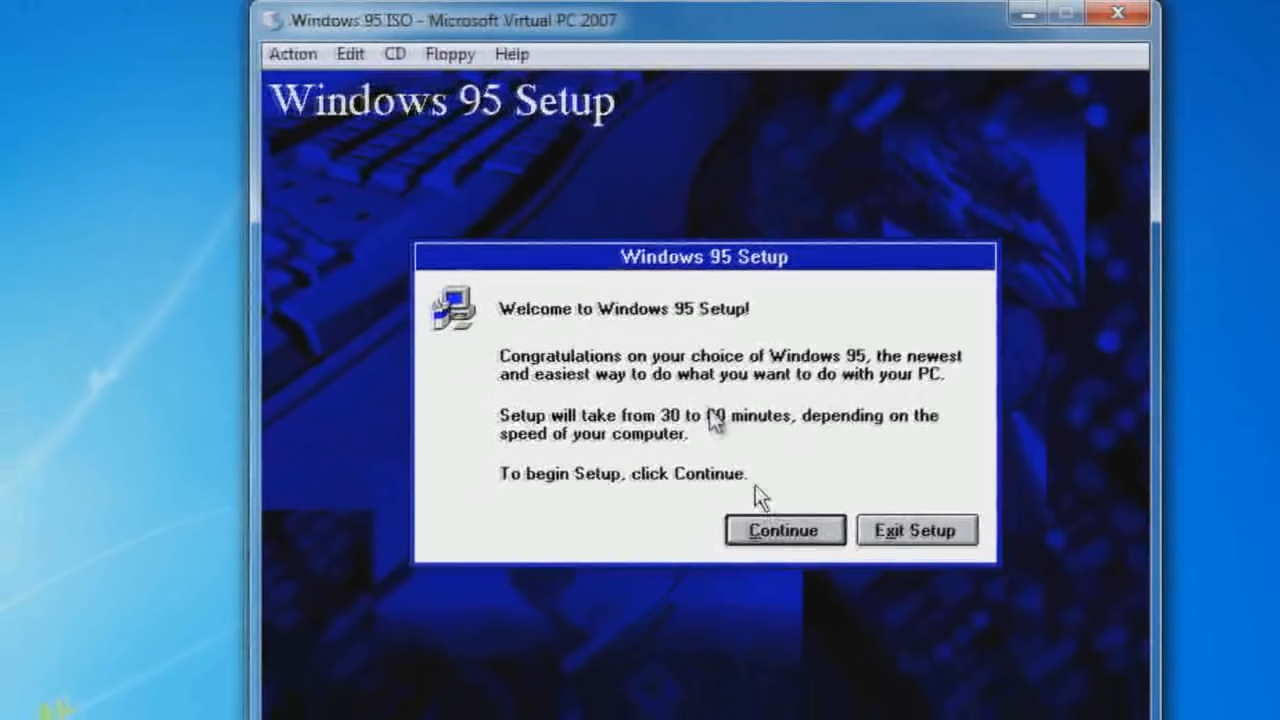 Windows 95 ISO - Microsoft Virtual PC 2007
Action Edit CD Floppy Help
Windows 95 Setup
Windows 95 Setup
Welcome to Windows 95 Setup!
Congratulations on your choice of Windows 95, the newest
and easiest way to do what you want to do with your PC.
Setup will take from 30 to minutes, depending on the
speed of your computer.
To begin Setup, click Continue.
Continue Exit Setup